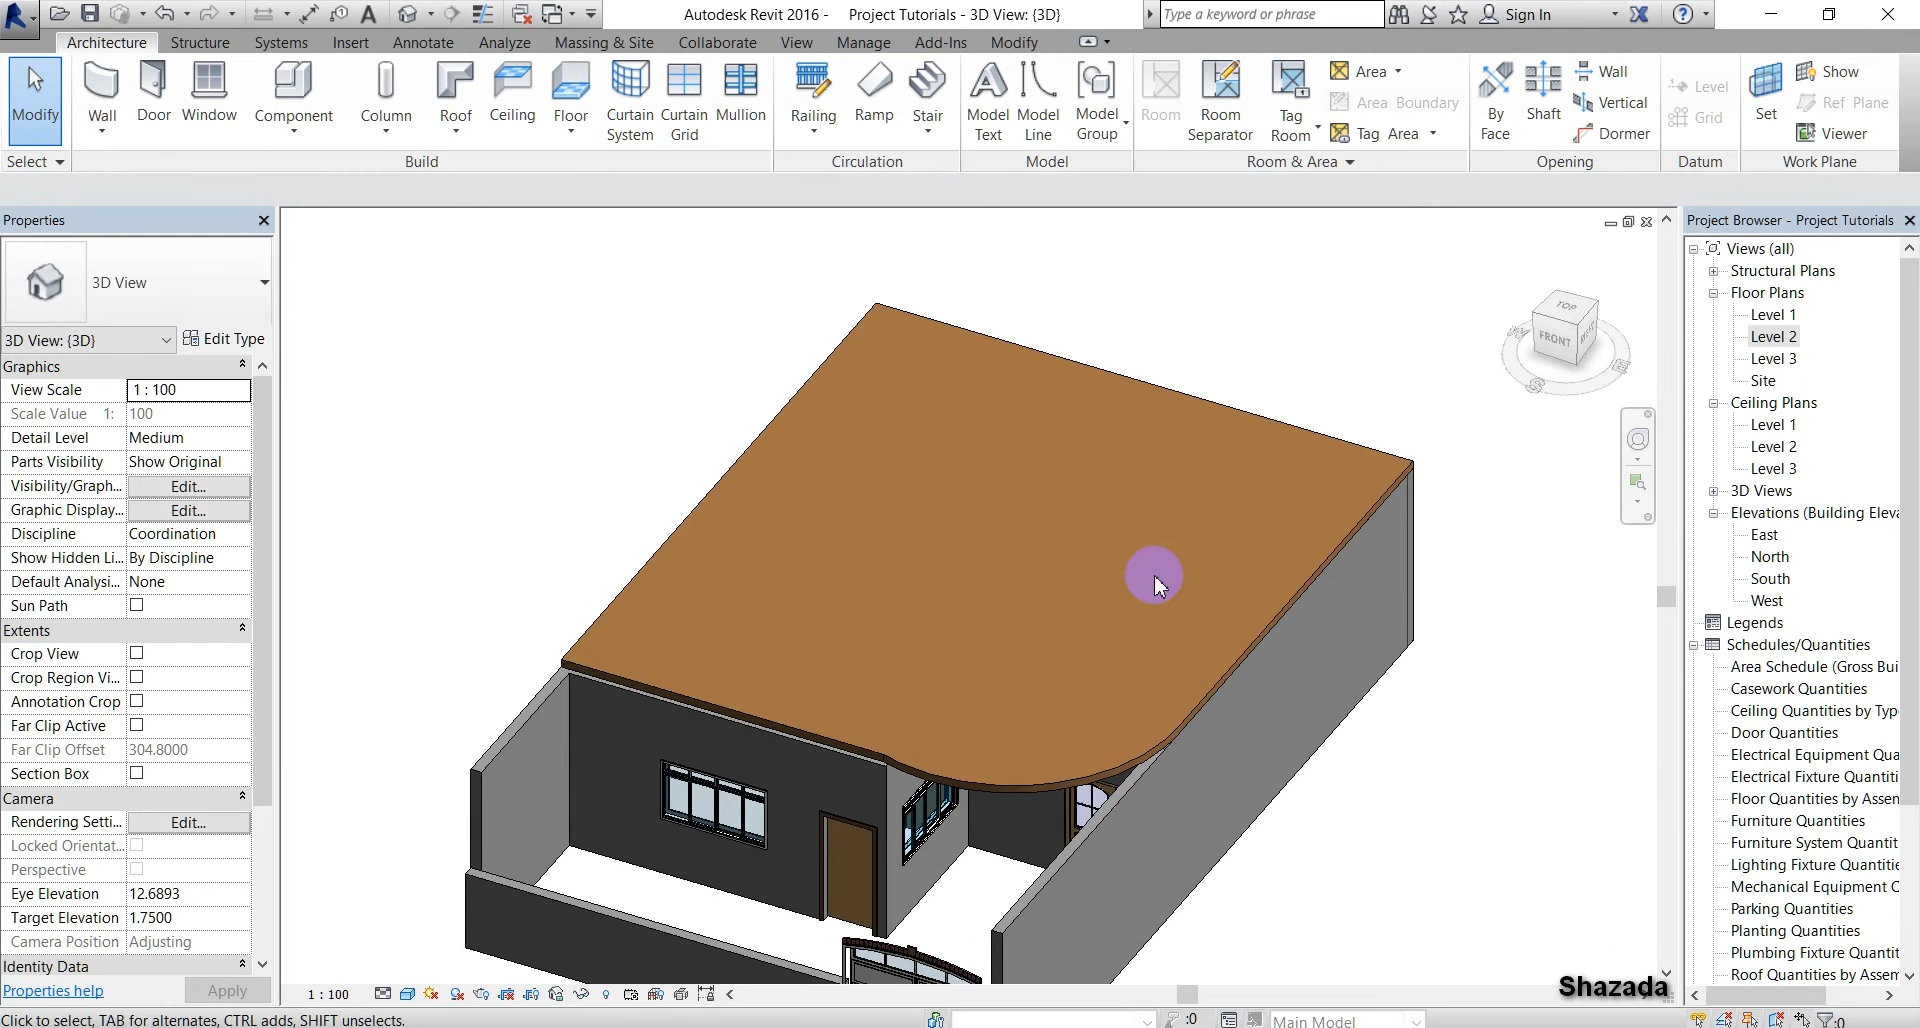 Autodesk Revit 2016 - Project Tutorials - 3D View: {3D}
Type a keyword or phrase
Sign In
Architecture Structure Systems Insert Annotate Analyze Massing & Site Collaborate View Manage Add-Ins Modify
Modify Wall Door Window Component Column Roof Ceiling Floor Curtain System Curtain Grid Mullion Railing Ramp Stair Model Text Model Line Model Group Room Room Separator Tag Room
Area
Area Boundary
Tag Area
By Face
Shaft
Wall
Vertical
Dormer
Level
Grid
Set
Show
Ref Plane
Viewer
Select Build Circulation Model Room & Area Opening Datum Work Plane
Properties
3D View
3D View: {3D} Edit Type
Graphics
View Scale 1 : 100
Scale Value 1: 100
Detail Level Medium
Parts Visibility Show Original
Visibility/Graph... Edit...
Graphic Display... Edit...
Discipline Coordination
Show Hidden Li... By Discipline
Default Analysi... None
Sun Path
Extents
Crop View
Crop Region Vi...
Annotation Crop
Far Clip Active
Far Clip Offset 304.8000
Section Box
Camera
Rendering Setti... Edit...
Locked Orientat...
Perspective
Eye Elevation 12.6893
Target Elevation 1.7500
Camera Position Adjusting
Identity Data
Properties help Apply
TOP
FRONT
W
S
E
Project Browser - Project Tutorials
Views (all)
Structural Plans
Floor Plans
Level 1
Level 2
Level 3
Site
Ceiling Plans
Level 1
Level 2
Level 3
3D Views
Elevations (Building Eleva
East
North
South
West
Legends
Schedules/Quantities
Area Schedule (Gross Bui
Casework Quantities
Ceiling Quantities by Typ
Door Quantities
Electrical Equipment Qua
Electrical Fixture Quantiti
Floor Quantities by Assem
Furniture Quantities
Furniture System Quantit
Lighting Fixture Quantitie
Mechanical Equipment Q
Parking Quantities
Planting Quantities
Plumbing Fixture Quantit
Roof Quantities by Assem
1 : 100
Shazada
Click to select, TAB for alternates, CTRL adds, SHIFT unselects.
:0
Main Model
:0